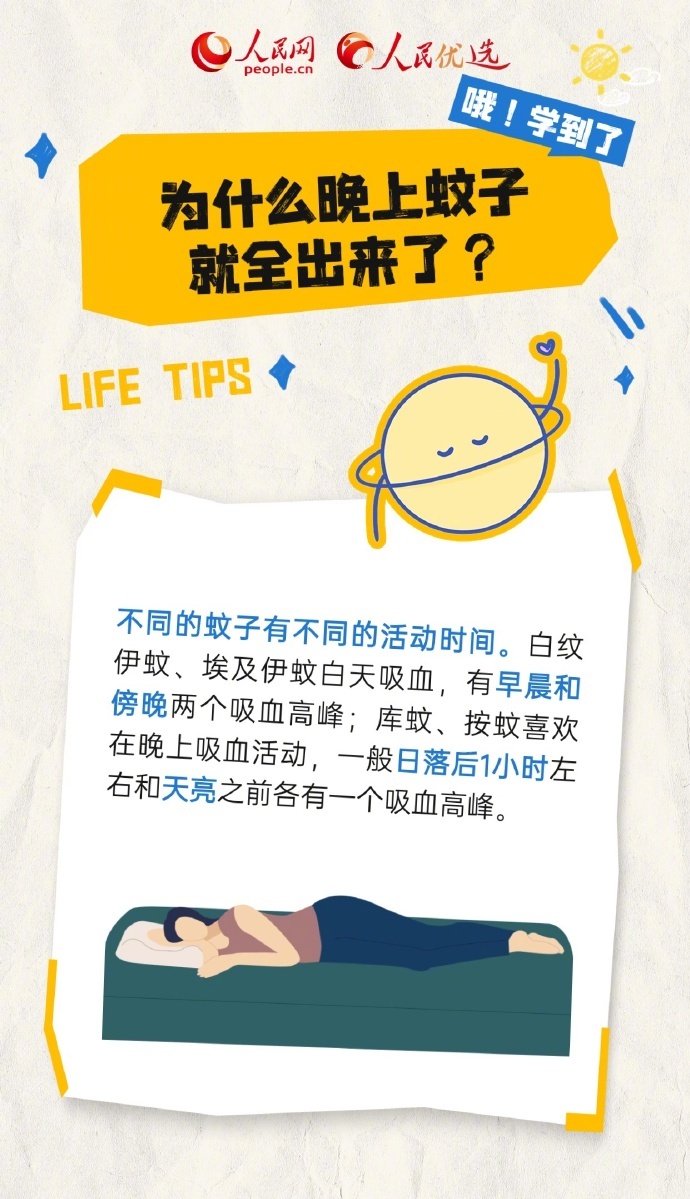 人民网
people.cn
人民优选
哦！学到了
为什么晚上蚊子
就全出来了？
LIFE TIPS
不同的蚊子有不同的活动时间。白纹
伊蚊、埃及伊蚊白天吸血，有早晨和
傍晚两个吸血高峰；库蚊、按蚊喜欢
在晚上吸血活动，一般日落后1小时左
右和天亮之前各有一个吸血高峰。